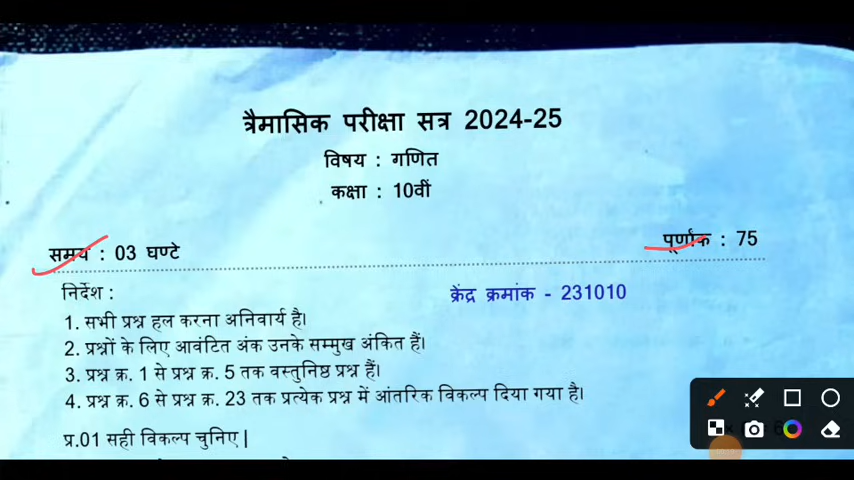 त्रैमासिक परीक्षा सत्र 2024-25
विषय : गणित
कक्षा : 10वीं
समय : 03 घण्टे
पूर्णांक : 75
निर्देश :
केंद्र क्रमांक - 231010
1. सभी प्रश्न हल करना अनिवार्य है।
2. प्रश्नों के लिए आवंटित अंक उनके सम्मुख अंकित हैं।
3. प्रश्न क्र. 1 से प्रश्न क्र. 5 तक वस्तुनिष्ठ प्रश्न हैं।
4. प्रश्न क्र. 6 से प्रश्न क्र. 23 तक प्रत्येक प्रश्न में आंतरिक विकल्प दिया गया है।
प्र.01 सही विकल्प चुनिए |